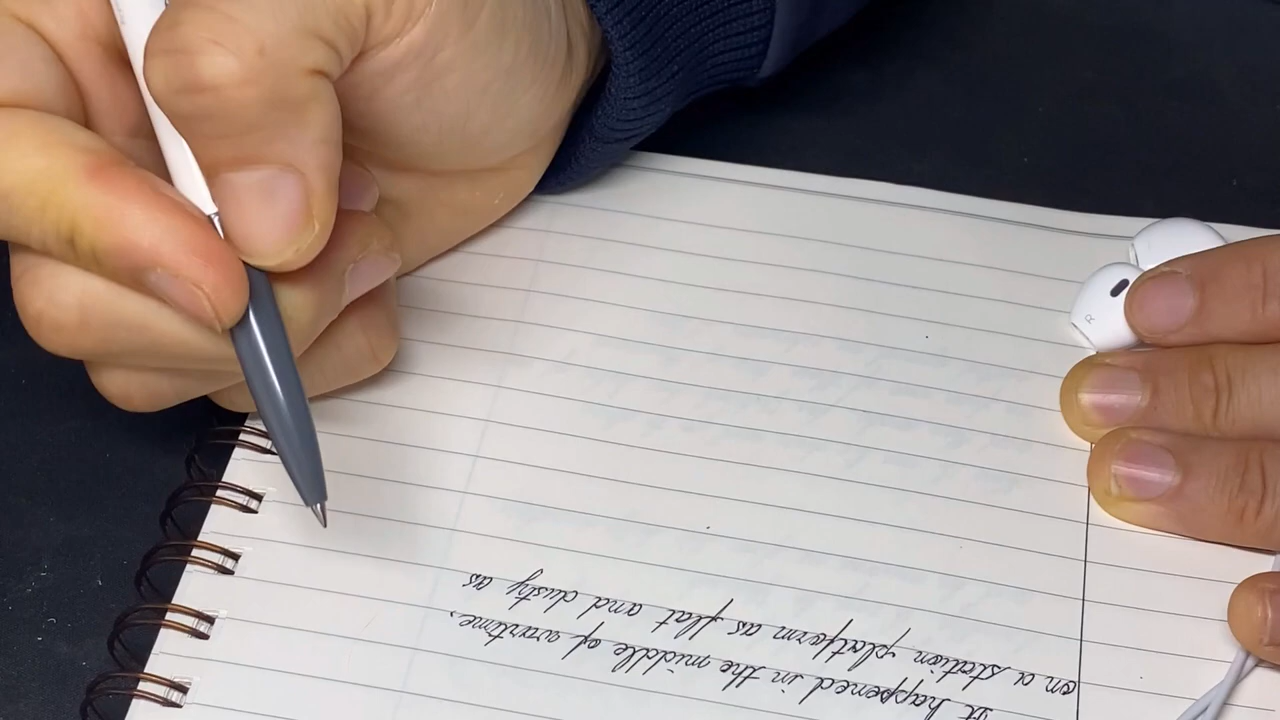 It happened in the middle of wartime,
on a station platform as flat and dusty as
R